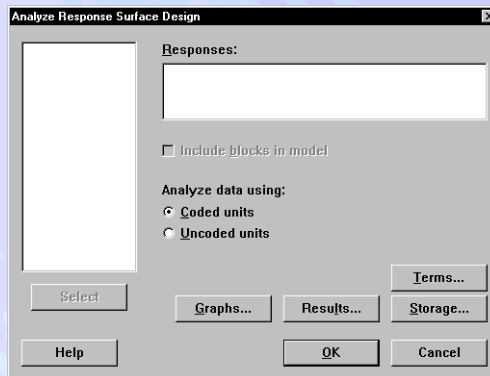 Analyze Response Surface Design
Responses:
Include blocks in model
Analyze data using:
Coded units
Uncoded units
Terms...
Select
Graphs...
Results...
Storage...
Help
OK
Cancel